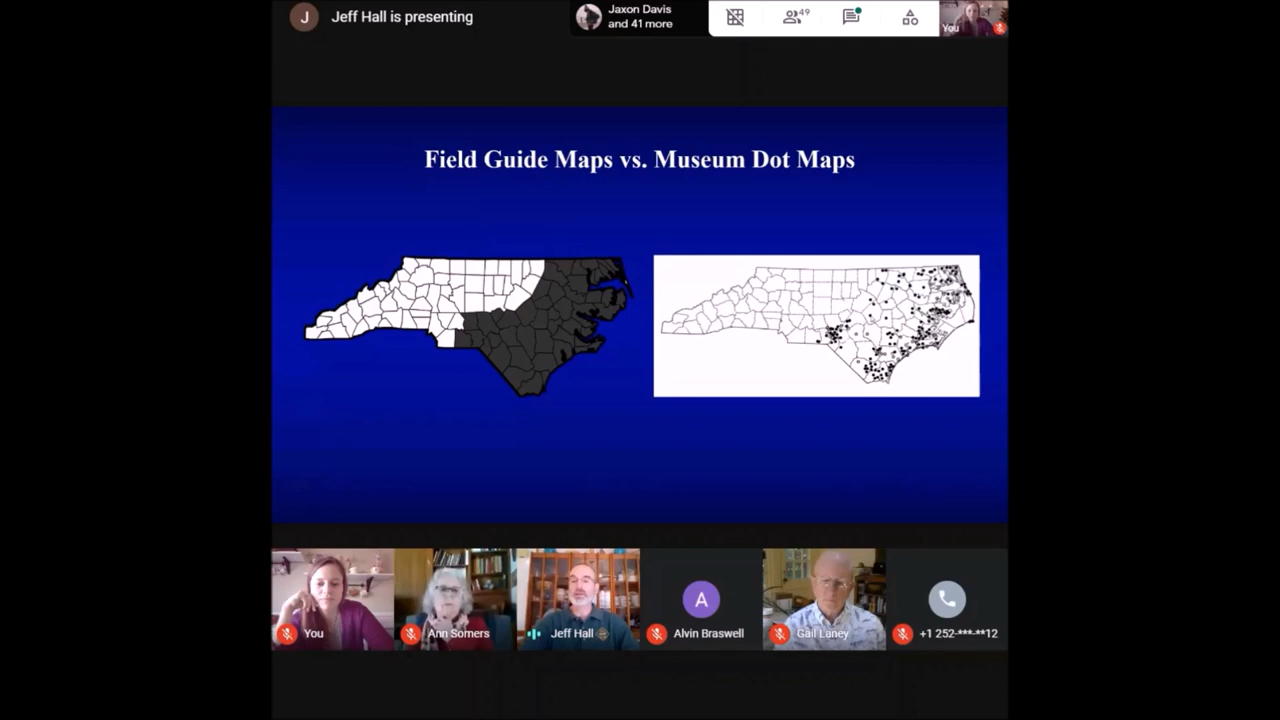 J
Jeff Hall is presenting
Jaxon Davis
and 41 more
49
You
Field Guide Maps vs. Museum Dot Maps
You
Ann Somers
Jeff Hall
A
Alvin Braswell
Gail Laney
+1 252-***-**12